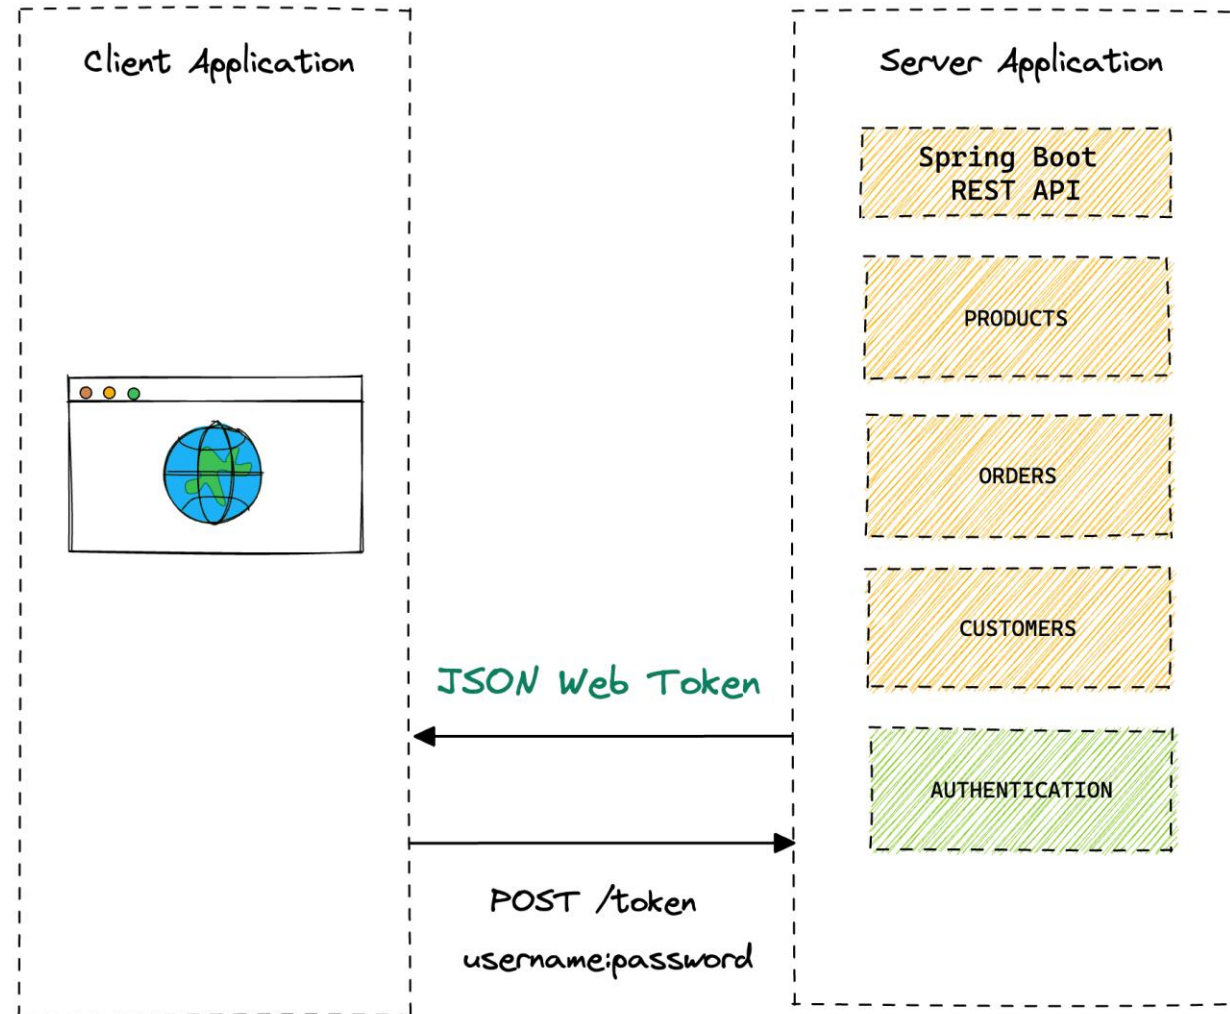 Client Application
Server Application
Spring Boot
REST API
PRODUCTS
ORDERS
CUSTOMERS
JSON Web Token
AUTHENTICATION
POST /token
username:password